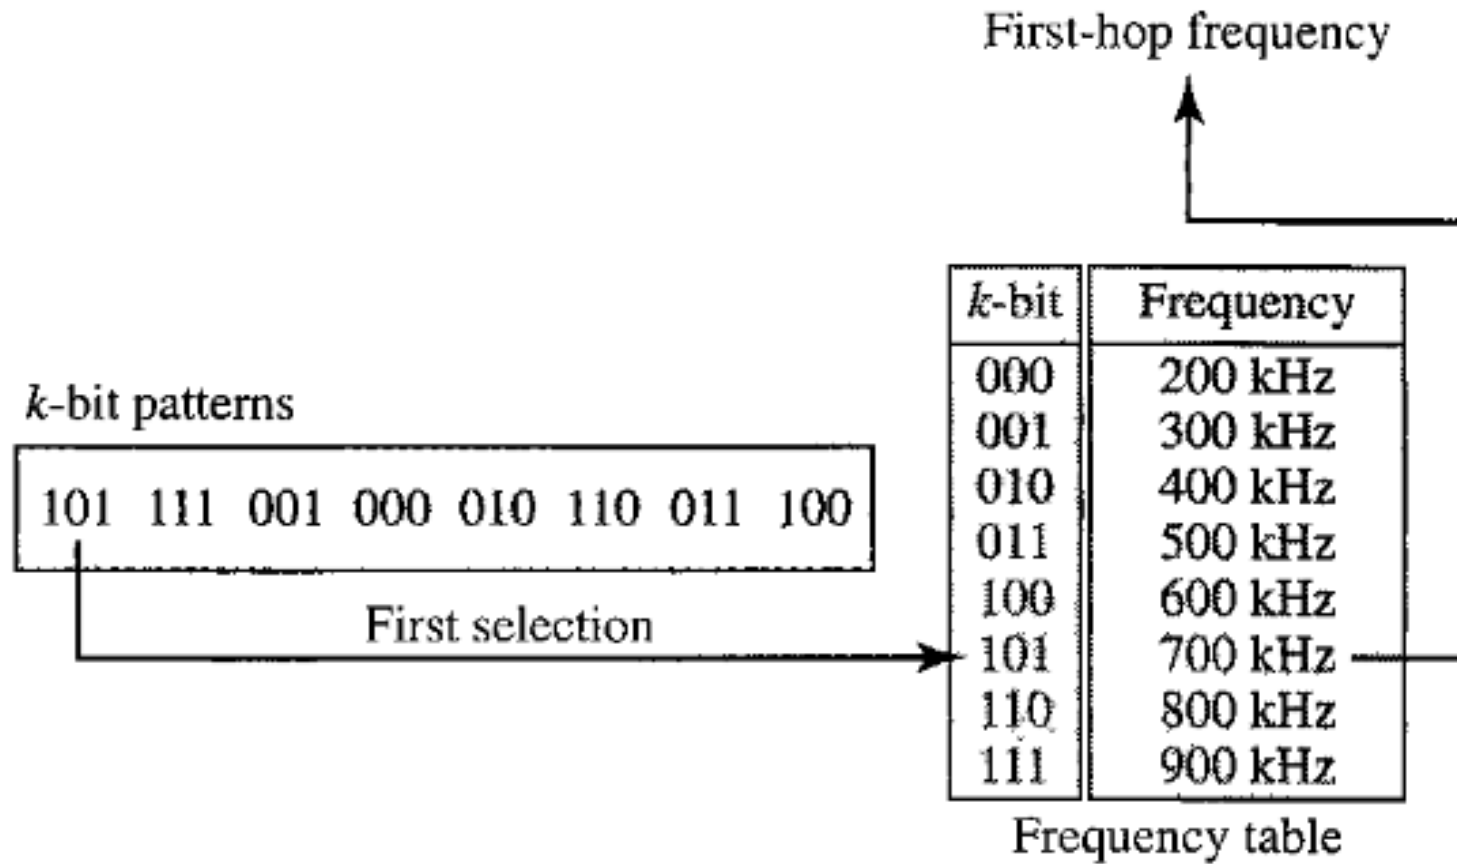 First-hop frequency
k-bit patterns
101 111 001 000 010 110 011 100
First selection
k-bit Frequency
000 200 kHz
001 300 kHz
010 400 kHz
011 500 kHz
100 600 kHz
101 700 kHz
110 800 kHz
111 900 kHz
Frequency table